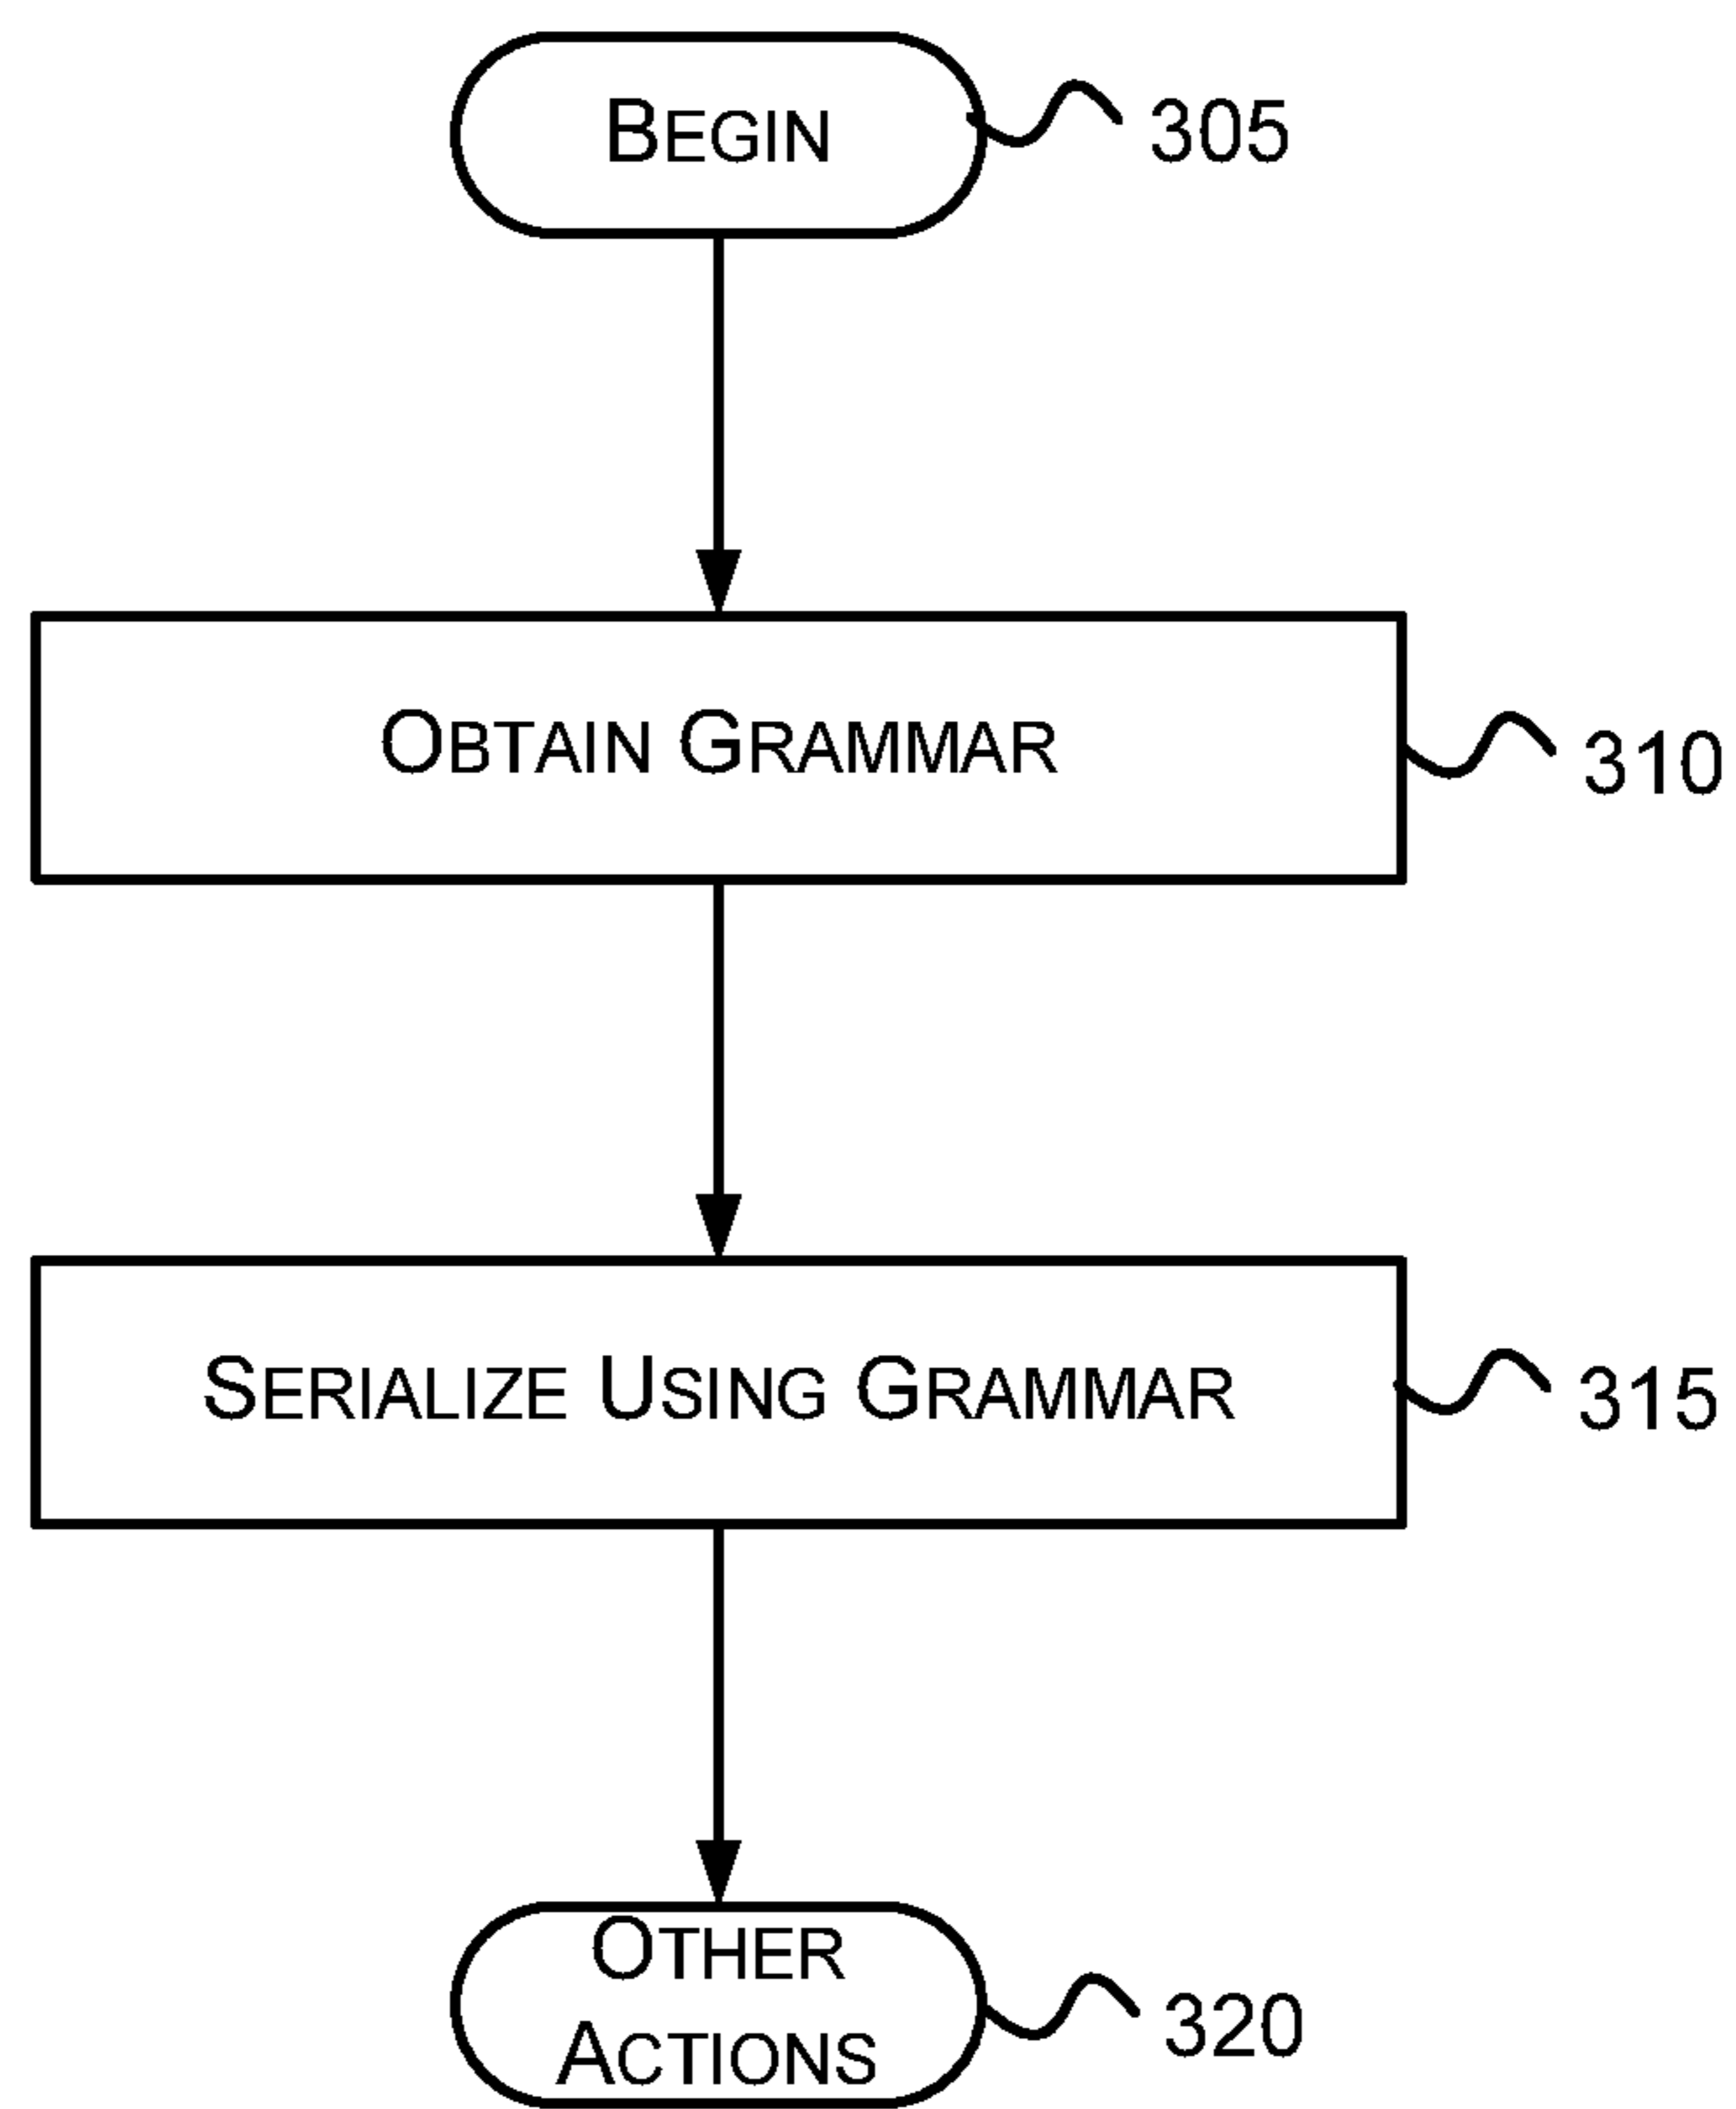 BEGIN
305
OBTAIN GRAMMAR
310
SERIALIZE USING GRAMMAR
315
OTHER
ACTIONS
320